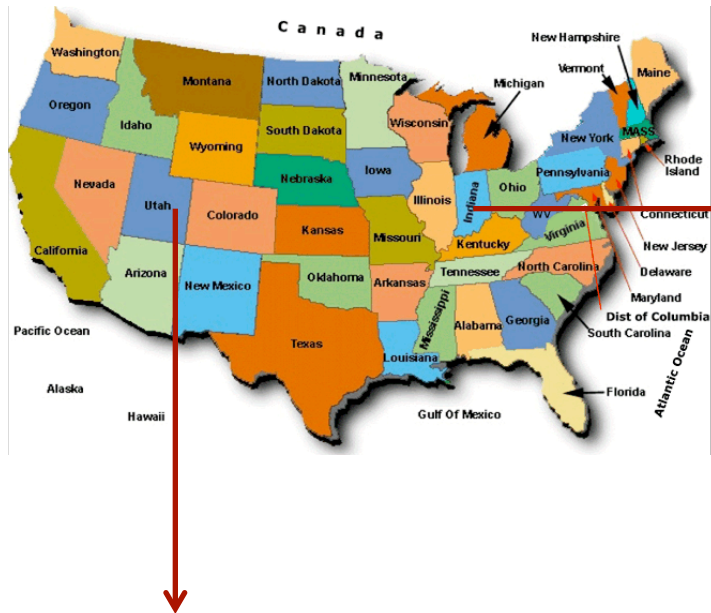 Canada
Washington
Montana
North Dakota
Minnesota
New Hampshire
Vermont
Maine
Oregon
Idaho
Wyoming
South Dakota
Wisconsin
Michigan
New York
MASS
Rhode
Island
Nevada
Utah
Colorado
Nebraska
Iowa
Illinois
Indiana
Ohio
Pennsylvania
Connecticut
California
Kansas
Missouri
Kentucky
WV
Virginia
New Jersey
Arizona
New Mexico
Oklahoma
Arkansas
Tennessee
North Carolina
Delaware
Maryland
Dist of Columbia
South Carolina
Texas
Louisiana
Mississippi
Alabama
Georgia
Florida
Pacific Ocean
Atlantic Ocean
Alaska
Hawaii
Gulf Of Mexico